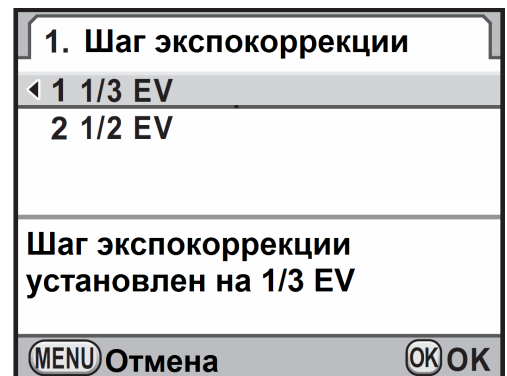 1. Шаг экспокоррекции
1 1/3 EV
2 1/2 EV
Шаг экспокоррекции
установлен на 1/3 EV
MENU Отмена OK OK